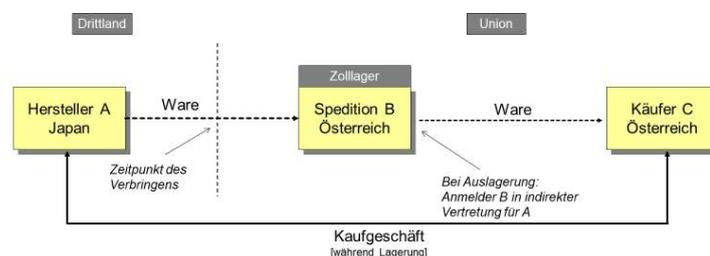 Drittland
Union
Zolllager
Hersteller A
Japan
Ware
Spedition B
Österreich
Ware
Käufer C
Österreich
Zeitpunkt des
Verbringens
Bei Auslagerung:
Anmelder B in indirekter
Vertretung für A
Kaufgeschäft
[während Lagerung]